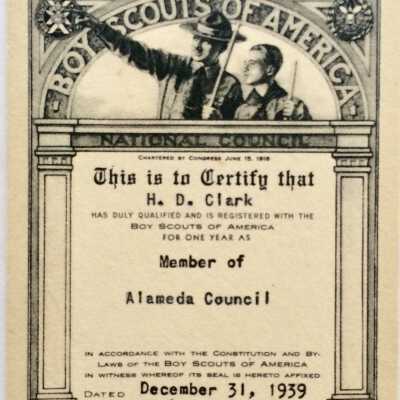 BOY SCOUTS OF AMERICA
NATIONAL COUNCIL
CHARTERED BY CONGRESS JUNE 15, 1916
This is to Certify that
H. D. Clark
HAS DULY QUALIFIED AND IS REGISTERED WITH THE
BOY SCOUTS OF AMERICA
FOR ONE YEAR AS
Member of
Alameda Council
IN ACCORDANCE WITH THE CONSTITUTION AND BY-
LAWS OF THE BOY SCOUTS OF AMERICA
IN WITNESS WHEREOF ITS SEAL IS HERETO AFFIXED
DATED December 31, 1939